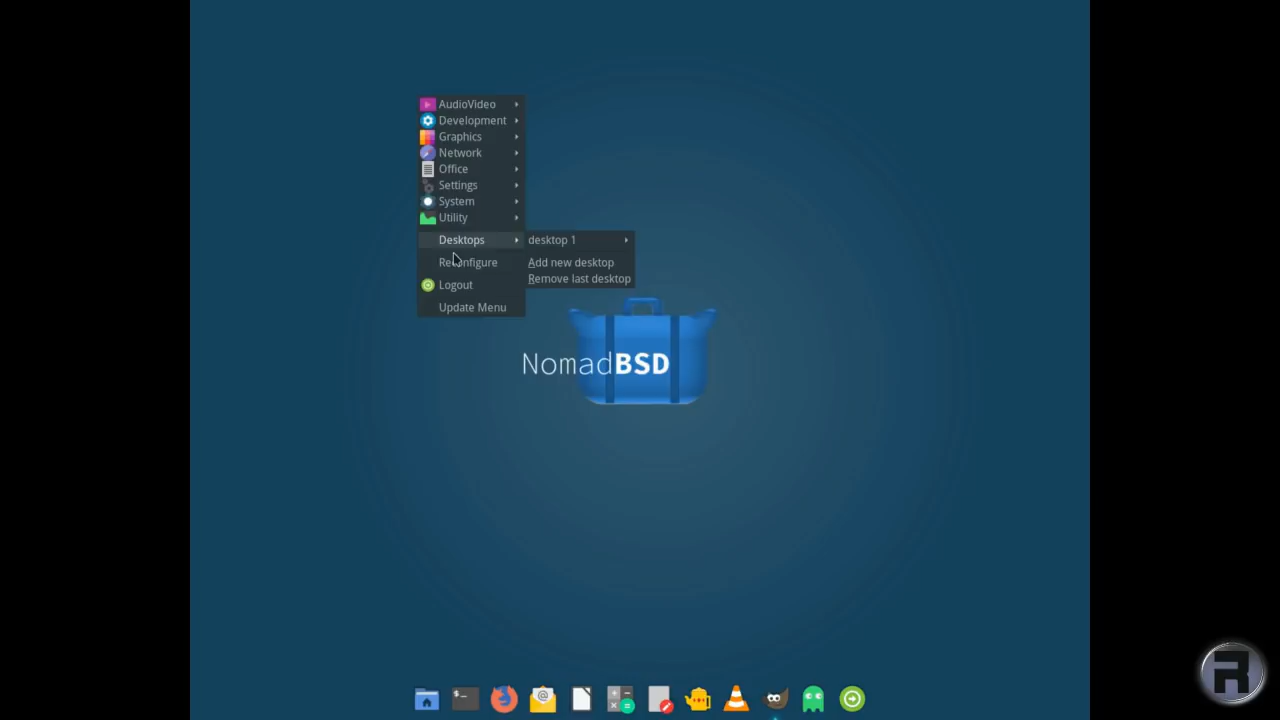 AudioVideo
Development
Graphics
Network
Office
Settings
System
Utility
Desktops
desktop 1
Reconfigure
Add new desktop
Remove last desktop
Logout
Update Menu
NomadBSD
R